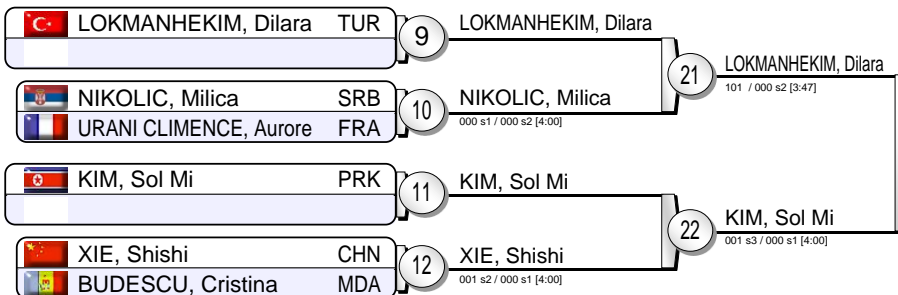 LOKMANHEKIM, Dilara TUR
9
LOKMANHEKIM, Dilara
21
LOKMANHEKIM, Dilara
101 / 000 s2 [3:47]
NIKOLIC, Milica SRB
URANI CLIMENCE, Aurore FRA
10
NIKOLIC, Milica
000 s1 / 000 s2 [4:00]
KIM, Sol Mi PRK
11
KIM, Sol Mi
22
KIM, Sol Mi
001 s3 / 000 s1 [4:00]
XIE, Shishi CHN
BUDESCU, Cristina MDA
12
XIE, Shishi
001 s2 / 000 s1 [4:00]